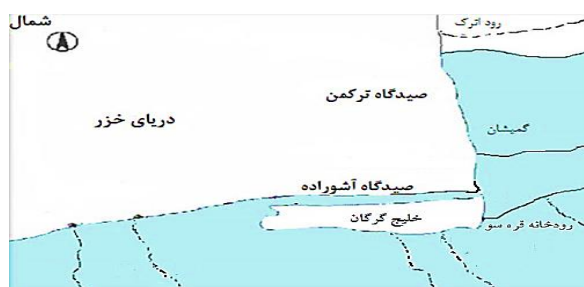 شمال
رود اترک
صیدگاه ترکمن
دریای خزر
گمیشان
صیدگاه آشوراده
خلیج گرگان
رودخانه قره سو